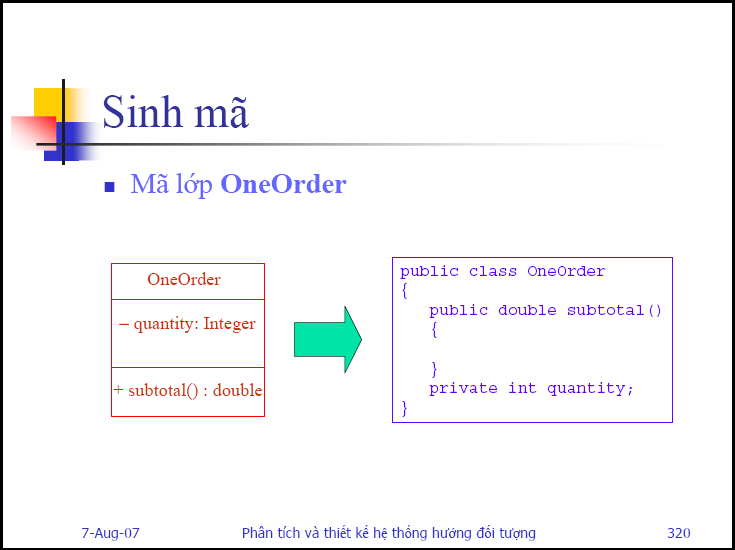 Sinh mã
Mã lớp OneOrder
OneOrder
– quantity: Integer
+ subtotal() : double
public class OneOrder
{
public double subtotal()
{
}
private int quantity;
}
7-Aug-07
Phân tích và thiết kế hệ thống hướng đối tượng
320